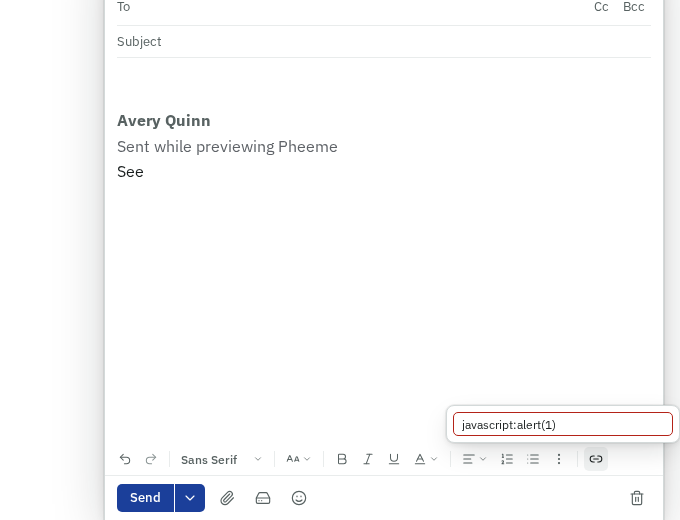 To Cc Bcc
Subject
Avery Quinn
Sent while previewing Pheeme
See
javascript:alert(1)
Sans Serif
Send